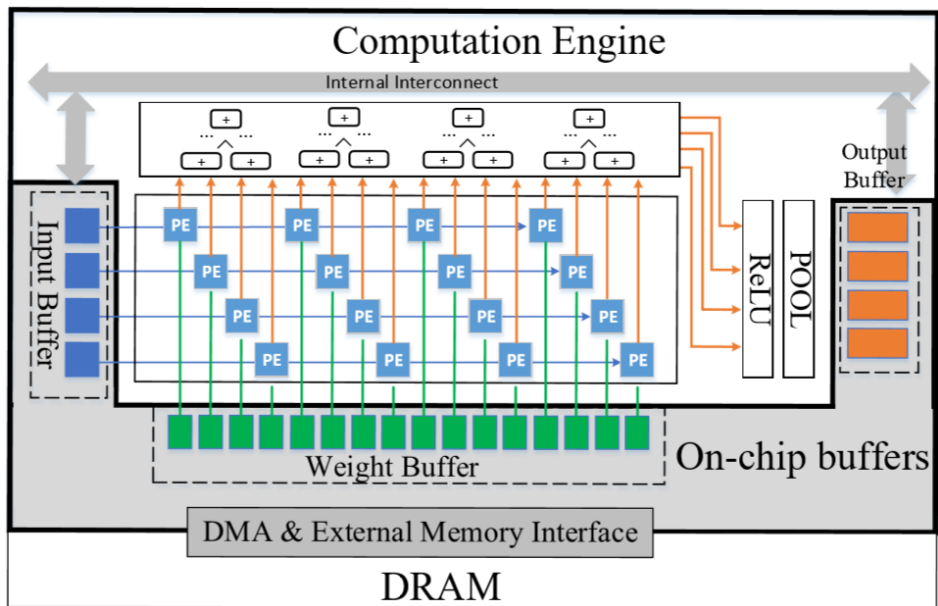 Computation Engine
Internal Interconnect
+ + + +
... ... ... ... ... ... ... ...
+ + + + + + + +
Output
Buffer
Input Buffer
PE PE PE PE
PE PE PE PE
PE PE PE PE
PE PE PE PE
ReLU
POOL
Weight Buffer
On-chip buffers
DMA & External Memory Interface
DRAM